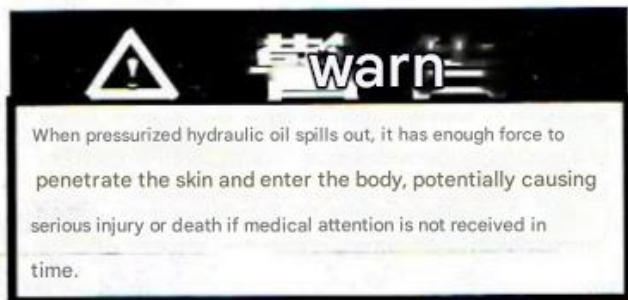 warn
When pressurized hydraulic oil spills out, it has enough force to
penetrate the skin and enter the body, potentially causing
serious injury or death if medical attention is not received in
time.